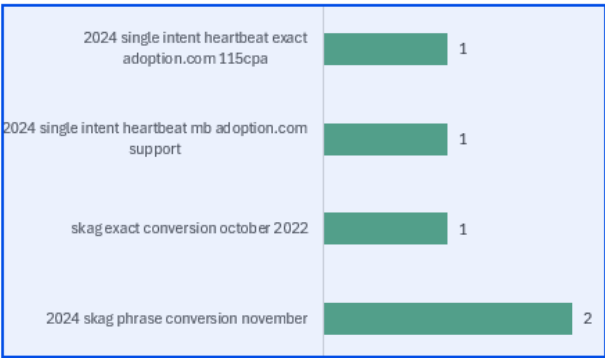 2024 single intent heartbeat exact
adoption.com 115cpa
1
2024 single intent heartbeat mb adoption.com
support
1
skag exact conversion october 2022
1
2024 skag phrase conversion november
2